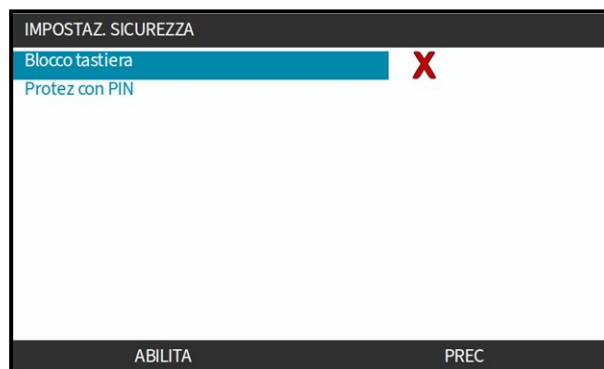 IMPOSTAZ. SICUREZZA
Blocco tastiera X
Protez con PIN
ABILITA PREC